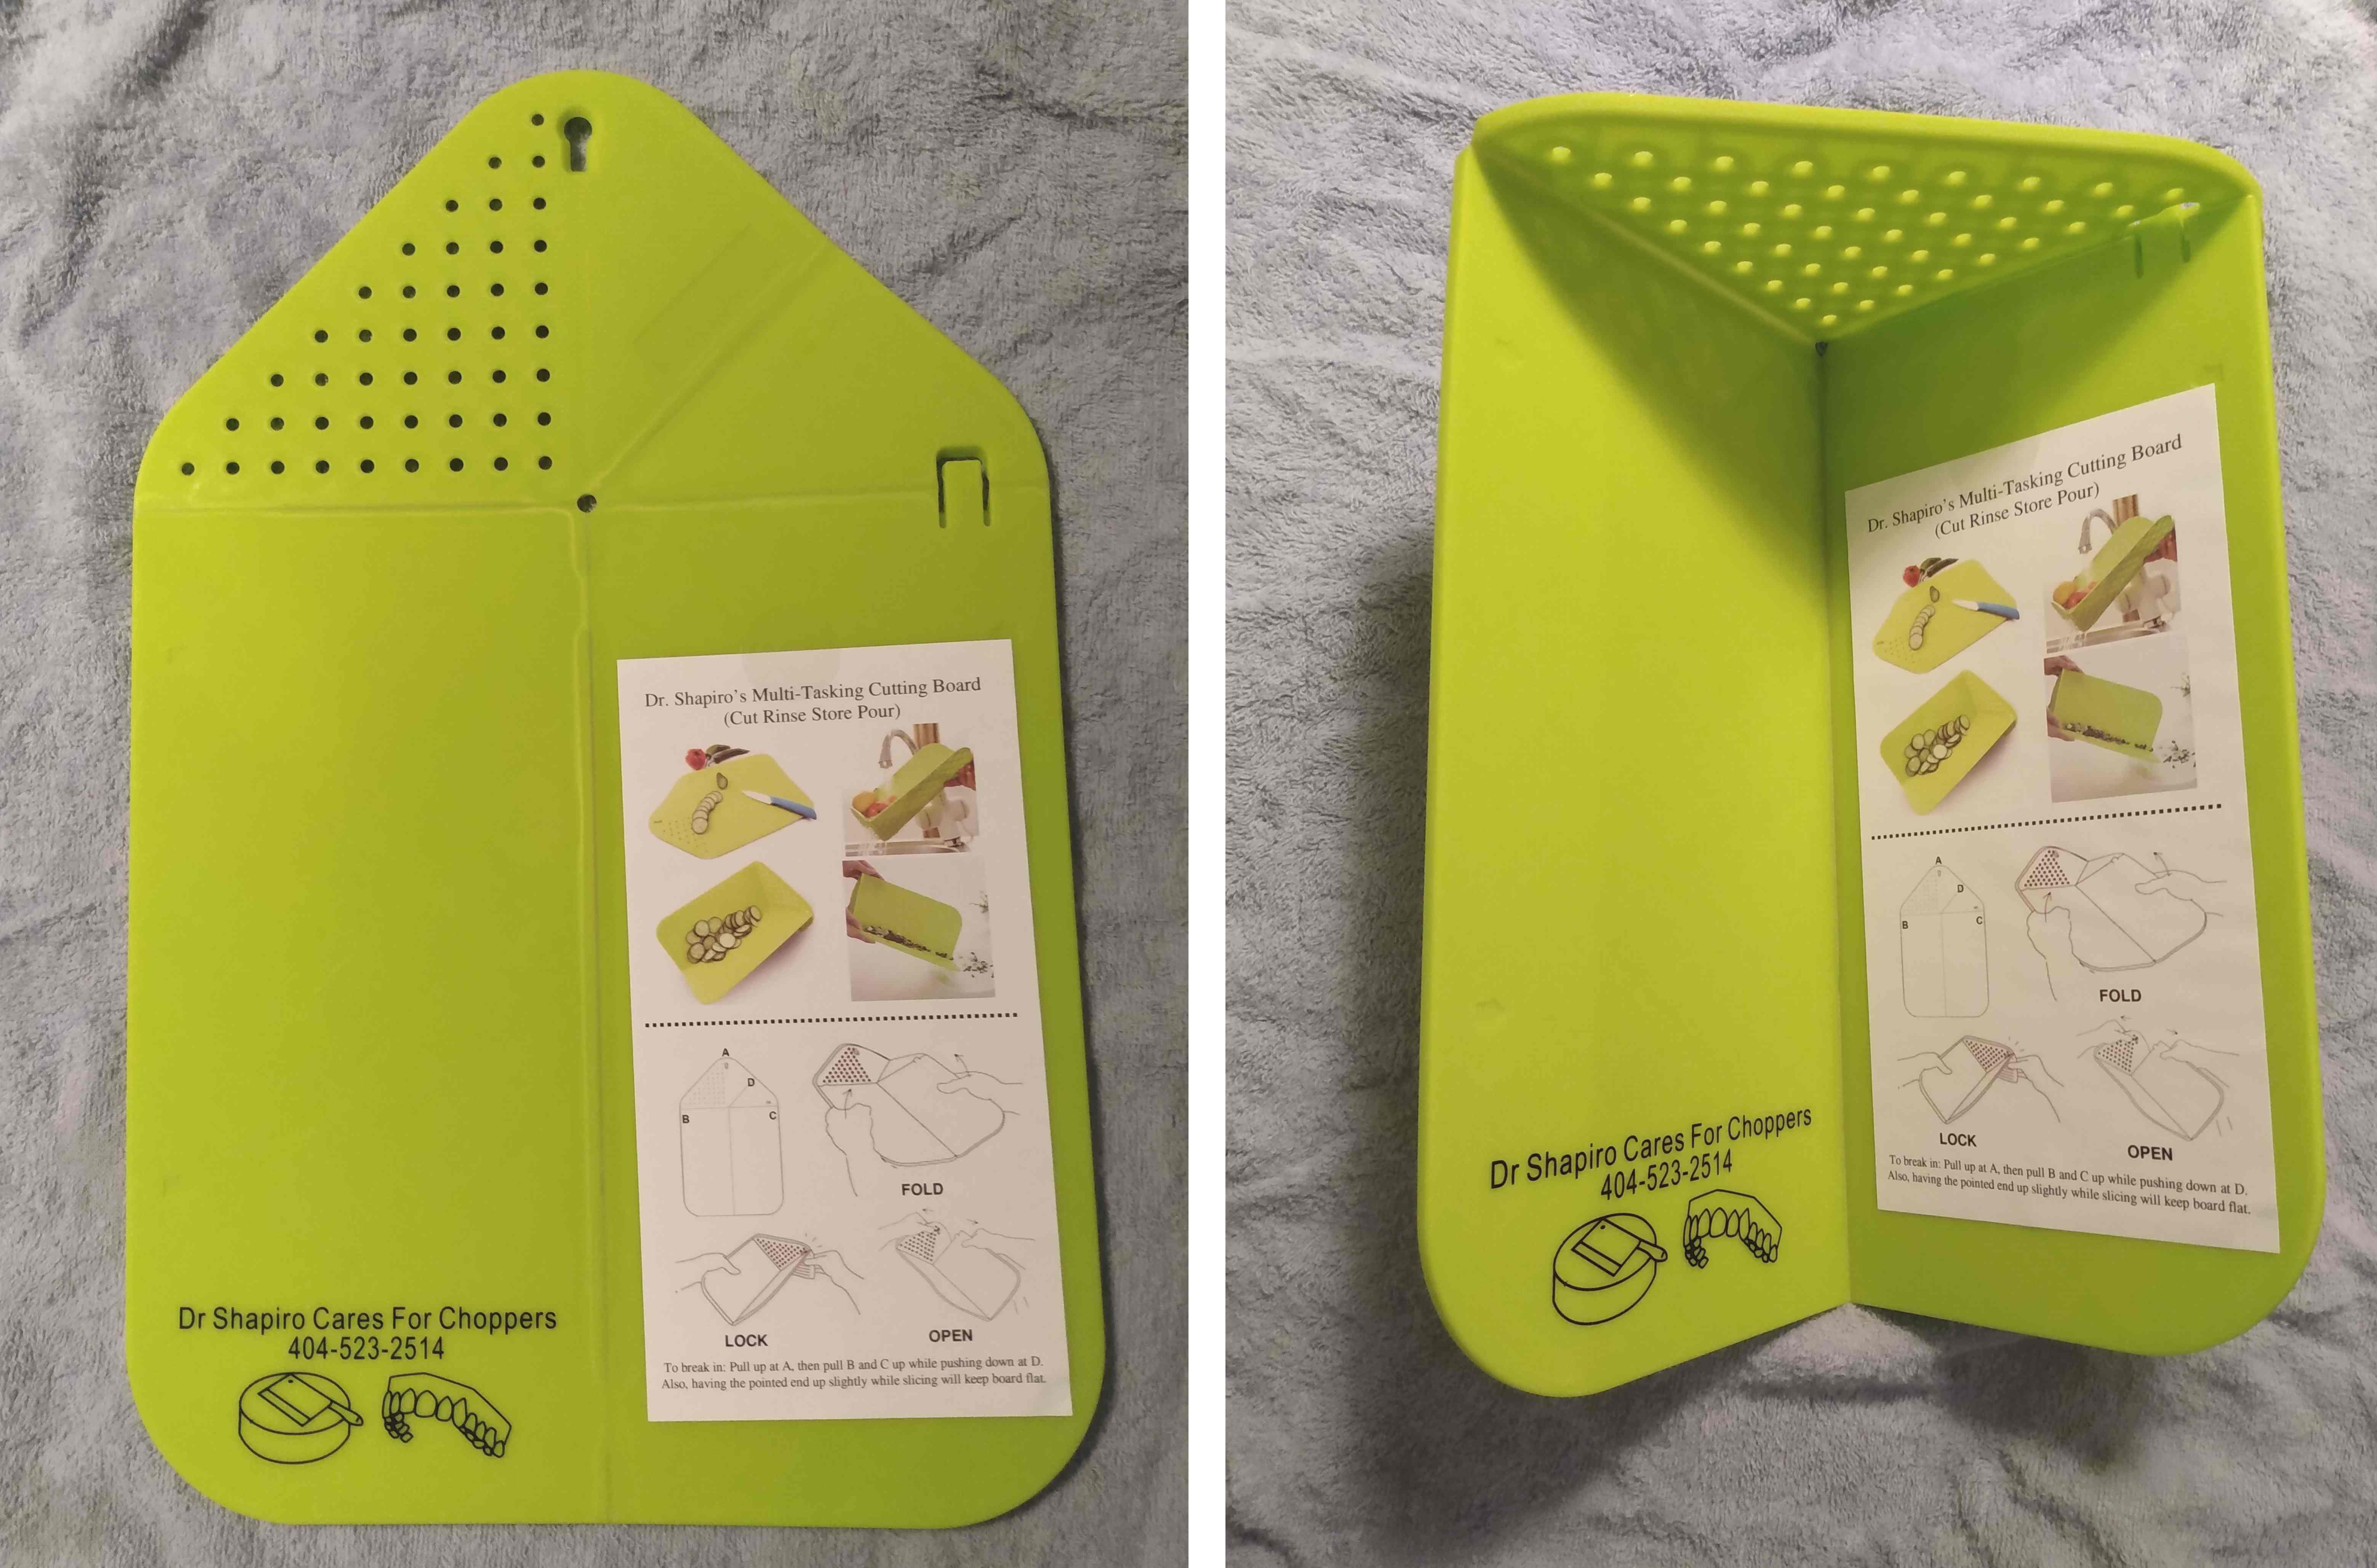 Dr. Shapiro's Multi-Tasking Cutting Board
(Cut Rinse Store Pour)
A
D
B
C
FOLD
LOCK
OPEN
To break in: Pull up at A, then pull B and C up while pushing down at D.
Also, having the pointed end up slightly while slicing will keep board flat.
Dr Shapiro Cares For Choppers
404-523-2514
Dr. Shapiro's Multi-Tasking Cutting Board
(Cut Rinse Store Pour)
A
D
B
C
FOLD
LOCK
OPEN
To break in: Pull up at A, then pull B and C up while pushing down at D.
Also, having the pointed end up slightly while slicing will keep board flat.
Dr Shapiro Cares For Choppers
404-523-2514